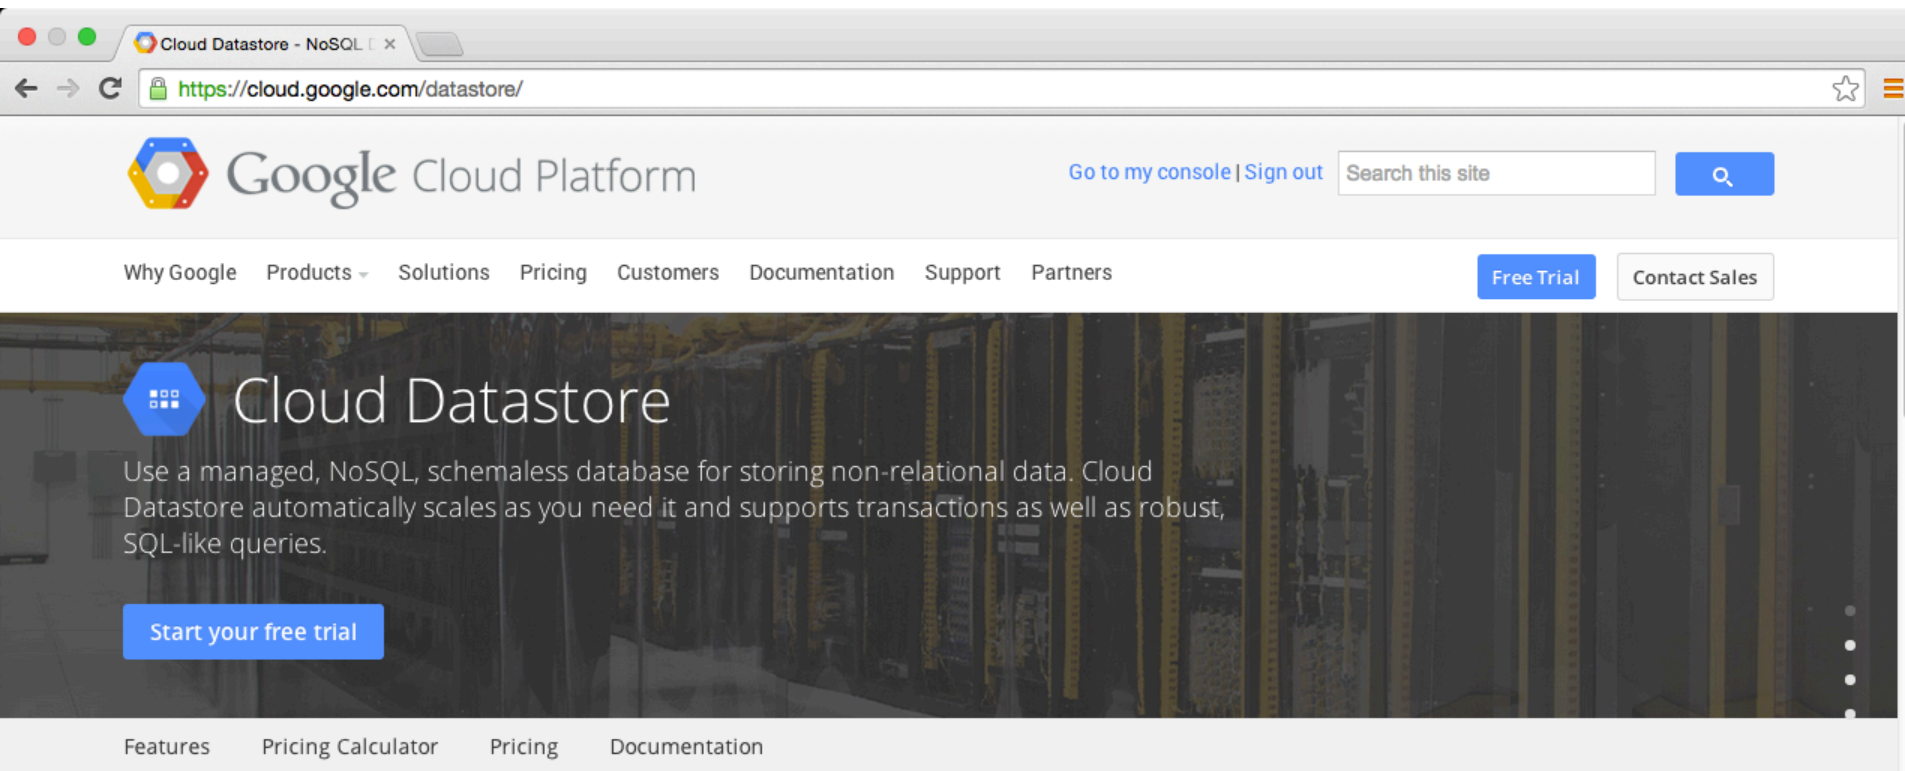 Cloud Datastore - NoSQL
https://cloud.google.com/datastore/
Google Cloud Platform
Go to my console | Sign out
Search this site
Why Google Products Solutions Pricing Customers Documentation Support Partners
Free Trial
Contact Sales
Cloud Datastore
Use a managed, NoSQL, schemaless database for storing non-relational data. Cloud
Datastore automatically scales as you need it and supports transactions as well as robust,
SQL-like queries.
Start your free trial
Features Pricing Calculator Pricing Documentation